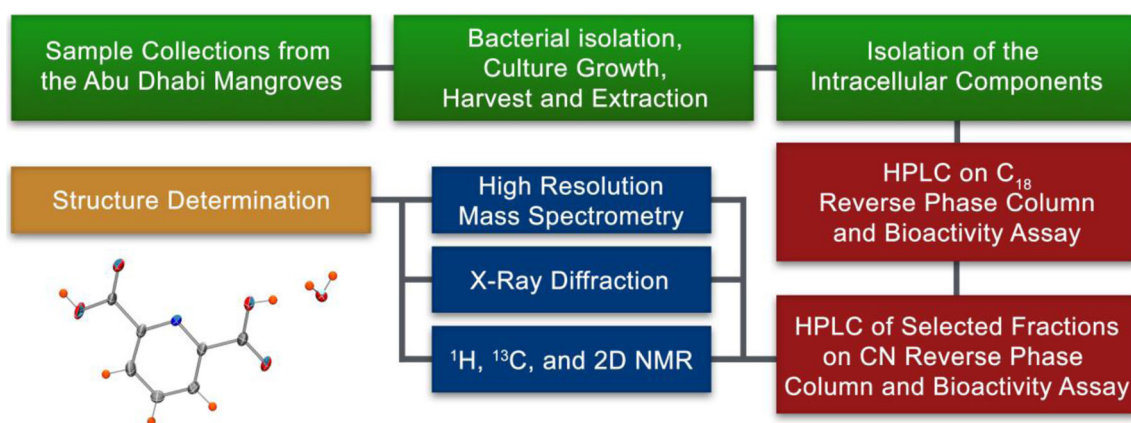 Sample Collections from
the Abu Dhabi Mangroves
Bacterial isolation,
Culture Growth,
Harvest and Extraction
Isolation of the
Intracellular Components
HPLC on C₁₈
Reverse Phase Column
and Bioactivity Assay
HPLC of Selected Fractions
on CN Reverse Phase
Column and Bioactivity Assay
High Resolution
Mass Spectrometry
X-Ray Diffraction
¹H, ¹³C, and 2D NMR
Structure Determination